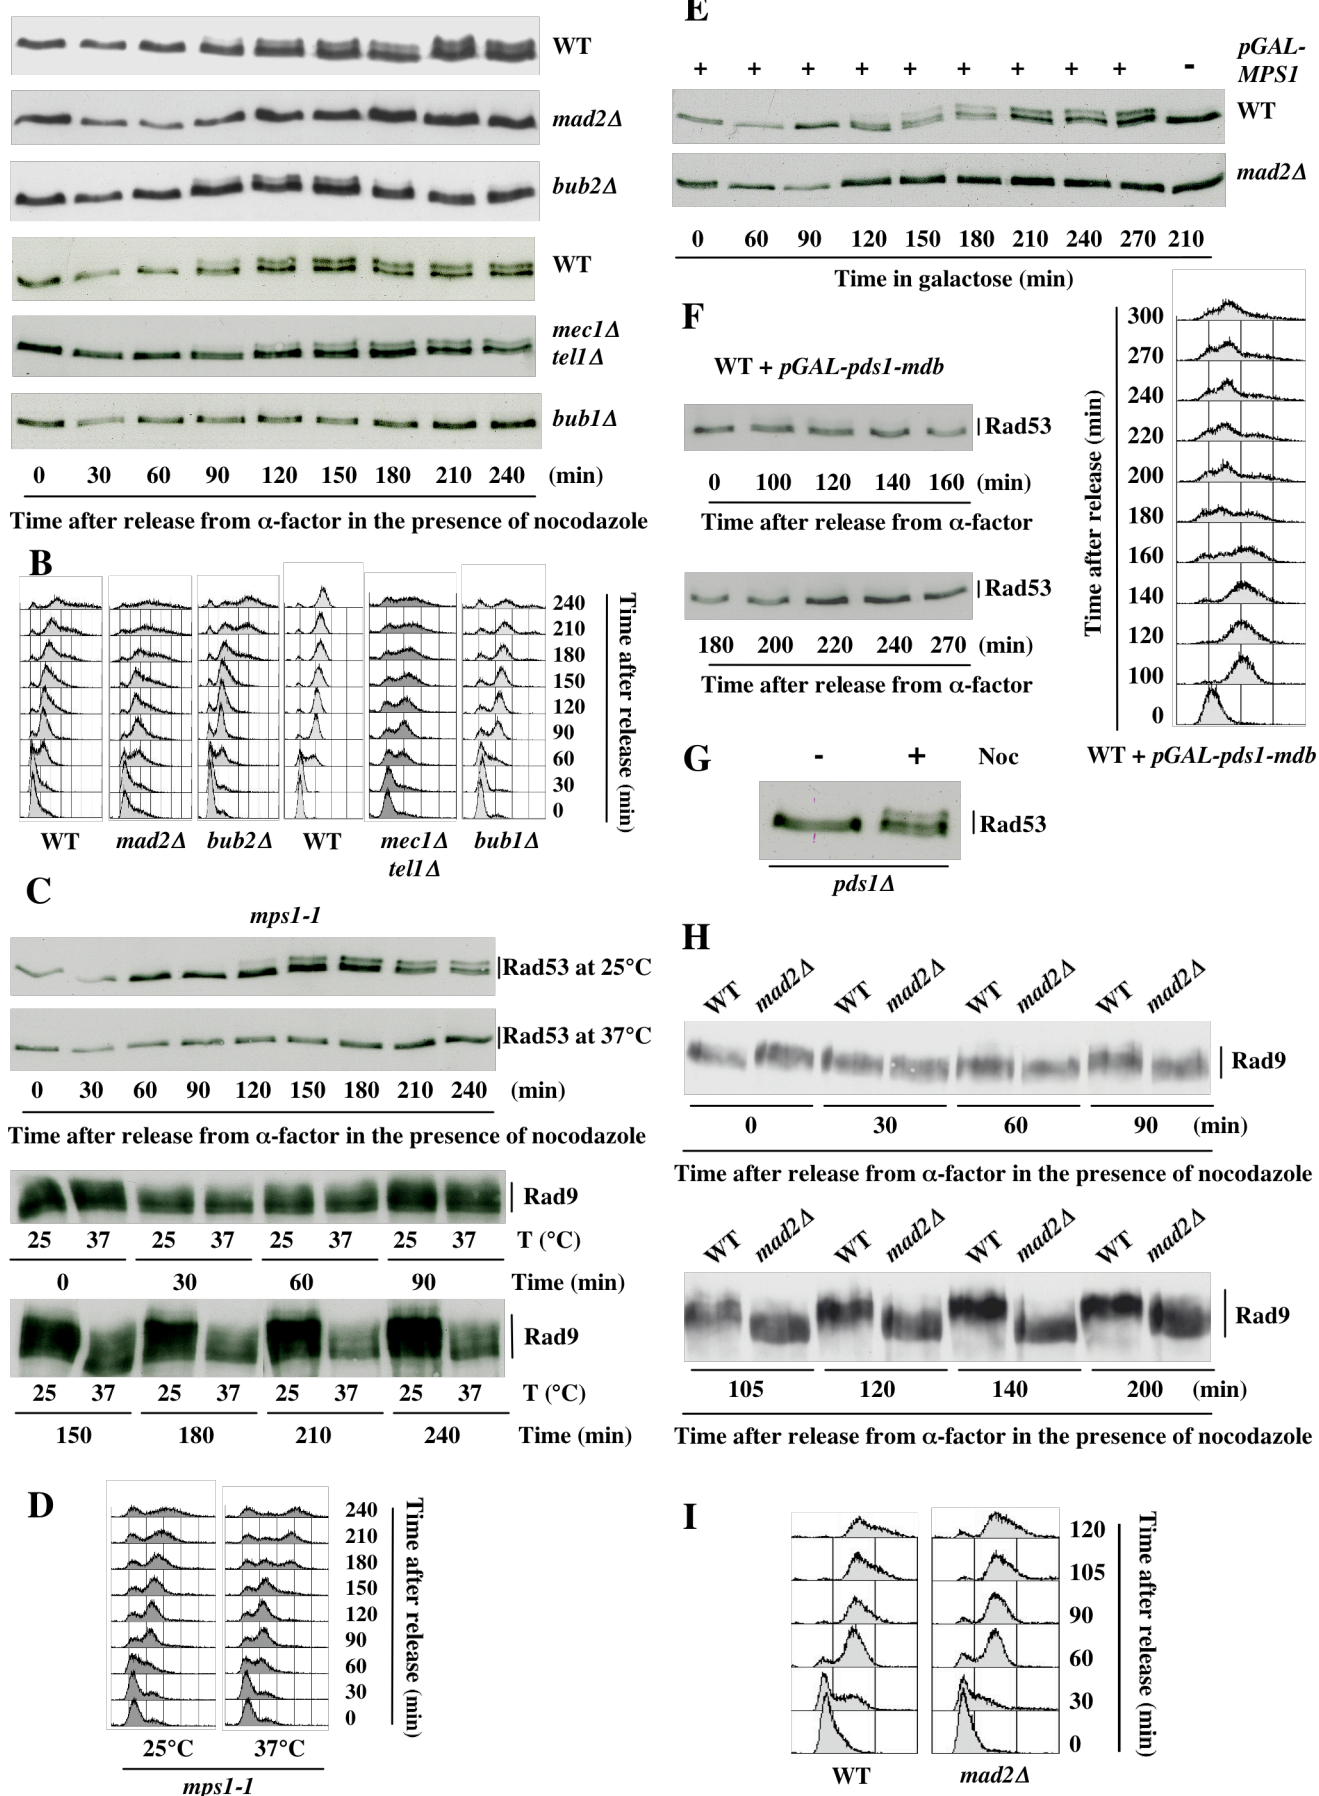 WT
mad2Δ
bub2Δ
WT
mec1Δ
tel1Δ
bub1Δ
0 30 60 90 120 150 180 210 240 (min)
Time after release from α-factor in the presence of nocodazole
B
240
210
180
150
120
90
60
30
0
Time after release (min)
WT mad2Δ bub2Δ WT mec1Δ bub1Δ
tel1Δ
C
mps1-1
Rad53 at 25°C
Rad53 at 37°C
0 30 60 90 120 150 180 210 240 (min)
Time after release from α-factor in the presence of nocodazole
Rad9
25 37 25 37 25 37 25 37 T (°C)
0 30 60 90 Time (min)
Rad9
25 37 25 37 25 37 25 37 T (°C)
150 180 210 240 Time (min)
D
240
210
180
150
120
90
60
30
0
Time after release (min)
25°C 37°C
mps1-1
E
pGAL-
+ + + + + + + + + - MPS1
WT
mad2Δ
0 60 90 120 150 180 210 240 270 210
Time in galactose (min)
F
WT + pGAL-pds1-mdb
Rad53
0 100 120 140 160 (min)
Time after release from α-factor
Rad53
180 200 220 240 270 (min)
Time after release from α-factor
Time after release (min)
300
270
240
220
200
180
160
140
120
100
0
WT + pGAL-pds1-mdb
G
- + Noc
Rad53
pds1Δ
H
WT mad2Δ WT mad2Δ WT mad2Δ WT mad2Δ
Rad9
0 30 60 90 (min)
Time after release from α-factor in the presence of nocodazole
WT mad2Δ WT mad2Δ WT mad2Δ WT mad2Δ
Rad9
105 120 140 200 (min)
Time after release from α-factor in the presence of nocodazole
I
120
105
90
60
30
0
Time after release (min)
WT mad2Δ